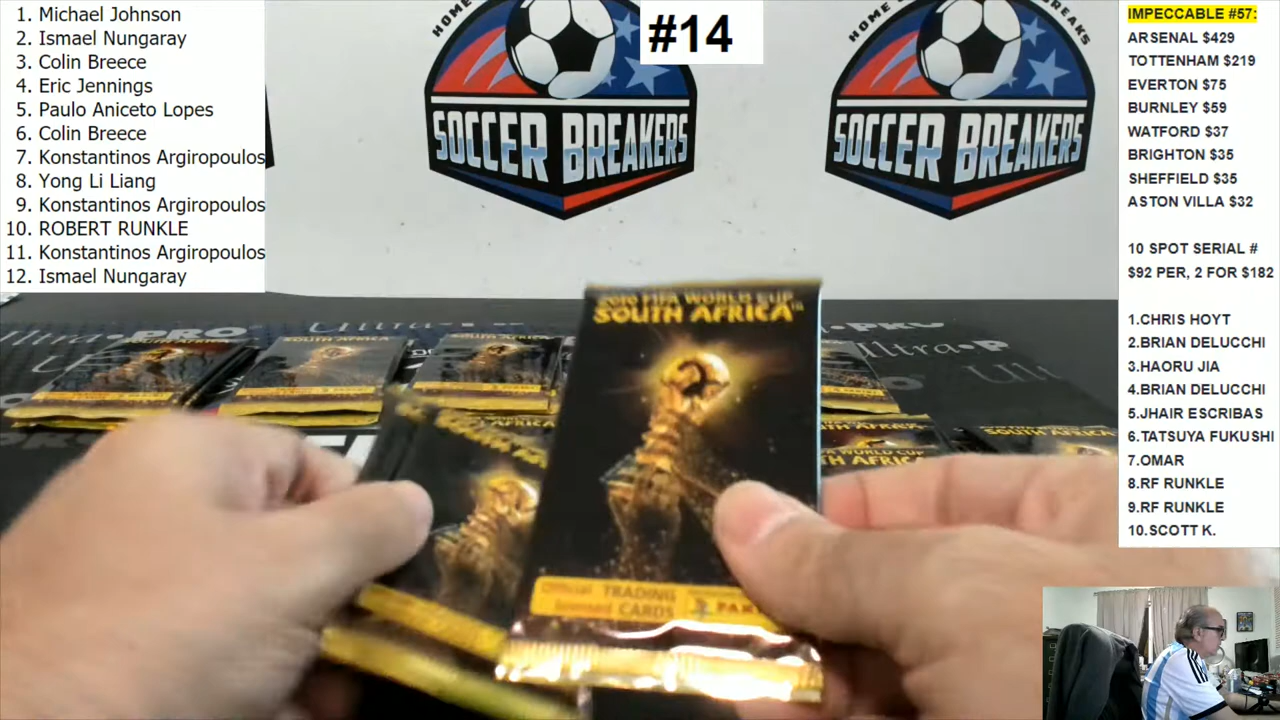 1. Michael Johnson
2. Ismael Nungaray
3. Colin Breece
4. Eric Jennings
5. Paulo Aniceto Lopes
6. Colin Breece
7. Konstantinos Argiropoulos
8. Yong Li Liang
9. Konstantinos Argiropoulos
10. ROBERT RUNKLE
11. Konstantinos Argiropoulos
12. Ismael Nungaray
#14
SOCCER BREAKERS
SOCCER BREAKERS
IMPECCABLE #57:
ARSENAL $429
TOTTENHAM $219
EVERTON $75
BURNLEY $59
WATFORD $37
BRIGHTON $35
SHEFFIELD $35
ASTON VILLA $32
10 SPOT SERIAL #
$92 PER, 2 FOR $182
1.CHRIS HOYT
2.BRIAN DELUCCHI
3.HAORU JIA
4.BRIAN DELUCCHI
5.JHAIR ESCRIBAS
6.TATSUYA FUKUSHI
7.OMAR
8.RF RUNKLE
9.RF RUNKLE
10.SCOTT K.
2010 FIFA WORLD CUP
SOUTH AFRICA
Official TRADING
licensed CARDS